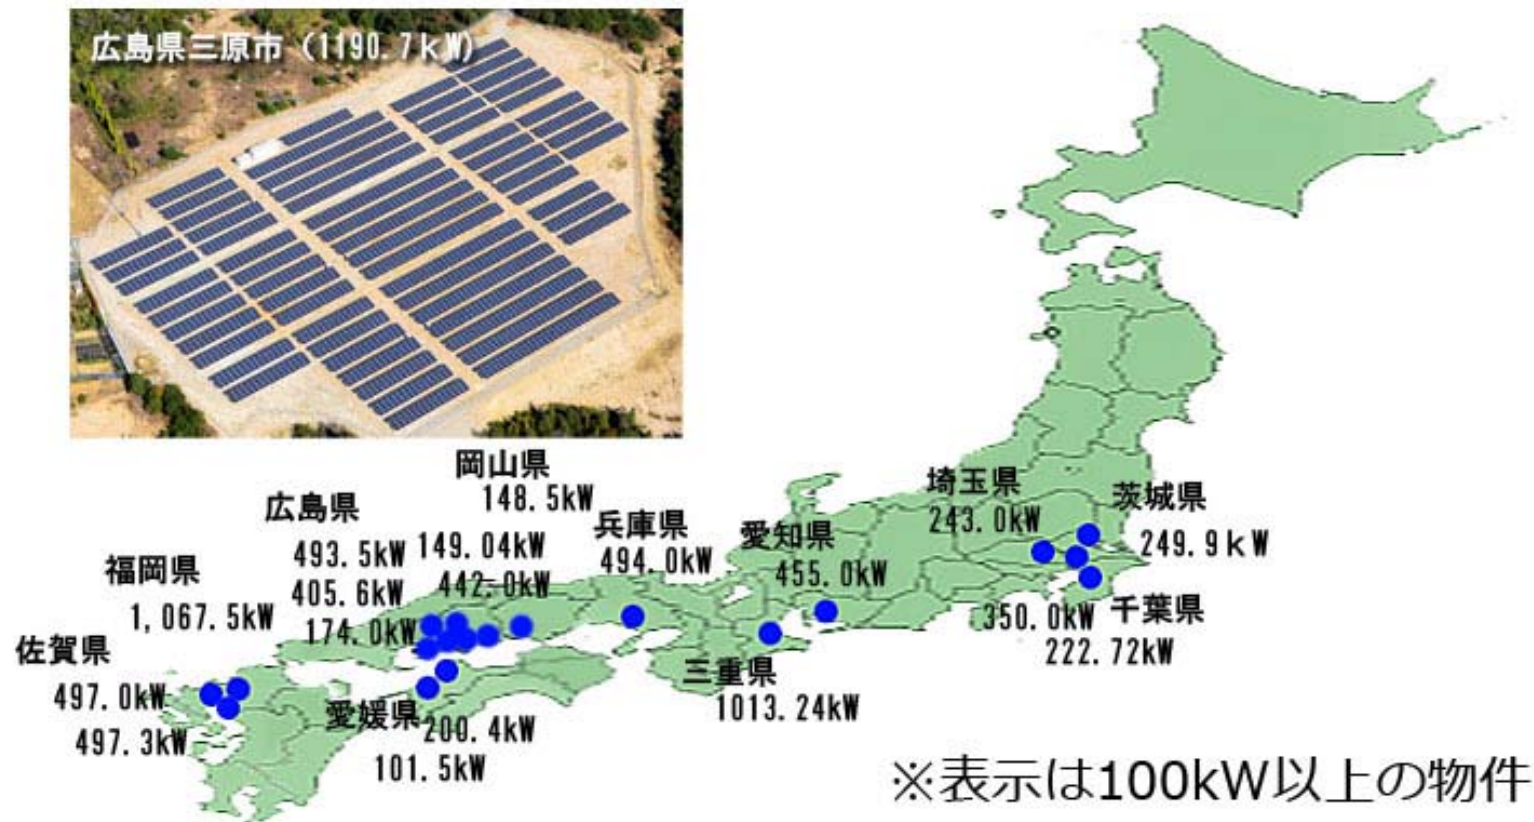 広島県三原市（1190.7kW）
岡山県
148.5kW
広島県
493.5kW
405.6kW
174.0kW
149.04kW
442.0kW
兵庫県
494.0kW
愛知県
455.0kW
埼玉県
243.0kW
茨城県
249.9kW
福岡県
1,067.5kW
佐賀県
497.0kW
497.3kW
愛媛県
200.4kW
101.5kW
三重県
1013.24kW
350.0kW
千葉県
222.72kW
※表示は100kW以上の物件